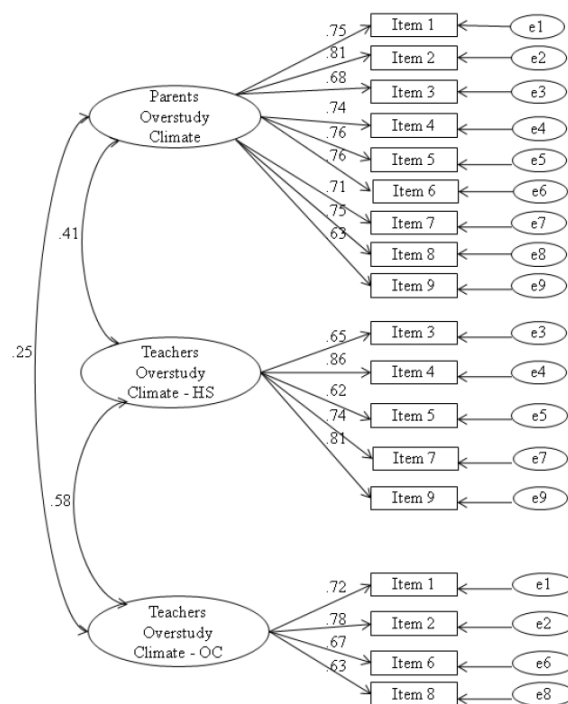 .75 Item 1 e1
.81 Item 2 e2
.68 Item 3 e3
Parents
Overstudy
Climate
.74 Item 4 e4
.76 Item 5 e5
.76 Item 6 e6
.71 Item 7 e7
.75 Item 8 e8
.63 Item 9 e9
.41
.25
.65 Item 3 e3
Teachers
Overstudy
Climate - HS
.86 Item 4 e4
.62 Item 5 e5
.74 Item 7 e7
.81 Item 9 e9
.58
.72 Item 1 e1
Teachers
Overstudy
Climate - OC
.78 Item 2 e2
.67 Item 6 e6
.63 Item 8 e8